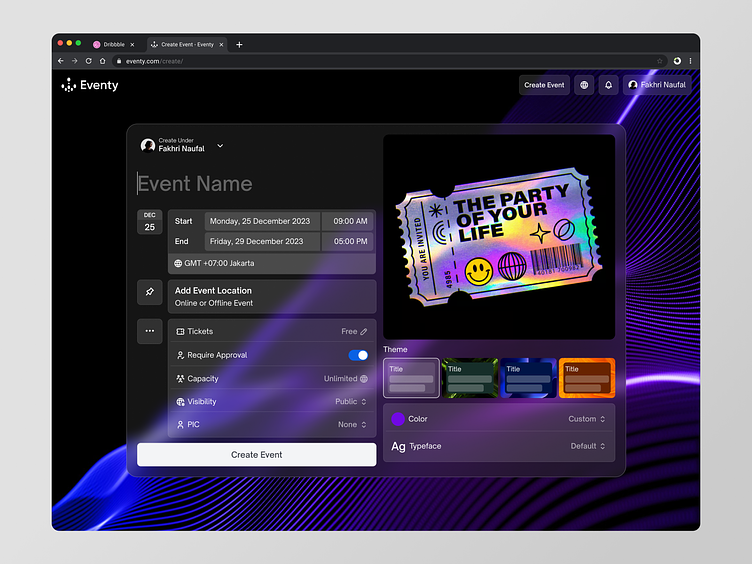 Dribbble
Create Event - Eventy
eventy.com/create/
Eventy
Create Event
Fakhri Naufal
Create Under
Fakhri Naufal
Event Name
DEC
25
Start
Monday, 25 December 2023
09:00 AM
End
Friday, 29 December 2023
05:00 PM
GMT +07:00 Jakarta
Add Event Location
Online or Offline Event
Tickets
Free
Require Approval
Capacity
Unlimited
Visibility
Public
PIC
None
Create Event
YOU ARE INVITED
4985
THE PARTY
OF YOUR
LIFE
Theme
Title
Title
Title
Title
Color
Custom
Ag Typeface
Default